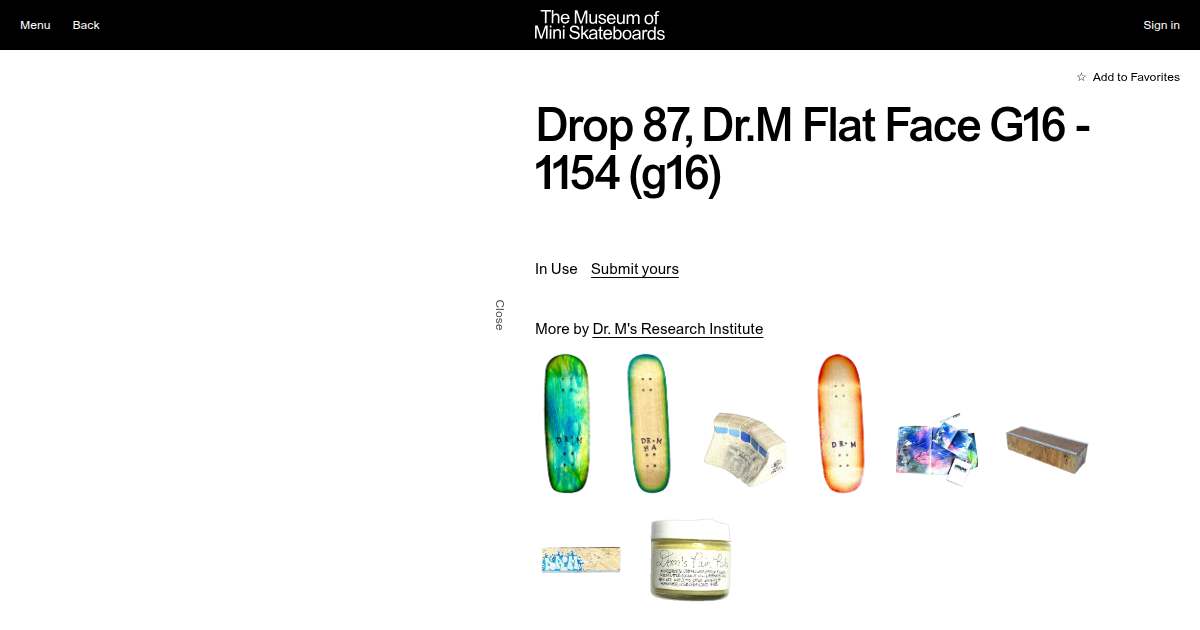 Menu Back
The Museum of
Mini Skateboards
Sign in
☆ Add to Favorites
Drop 87, Dr.M Flat Face G16 -
1154 (g16)
In Use Submit yours
Close
More by Dr. M's Research Institute
DR•M
DR•M
DR•M